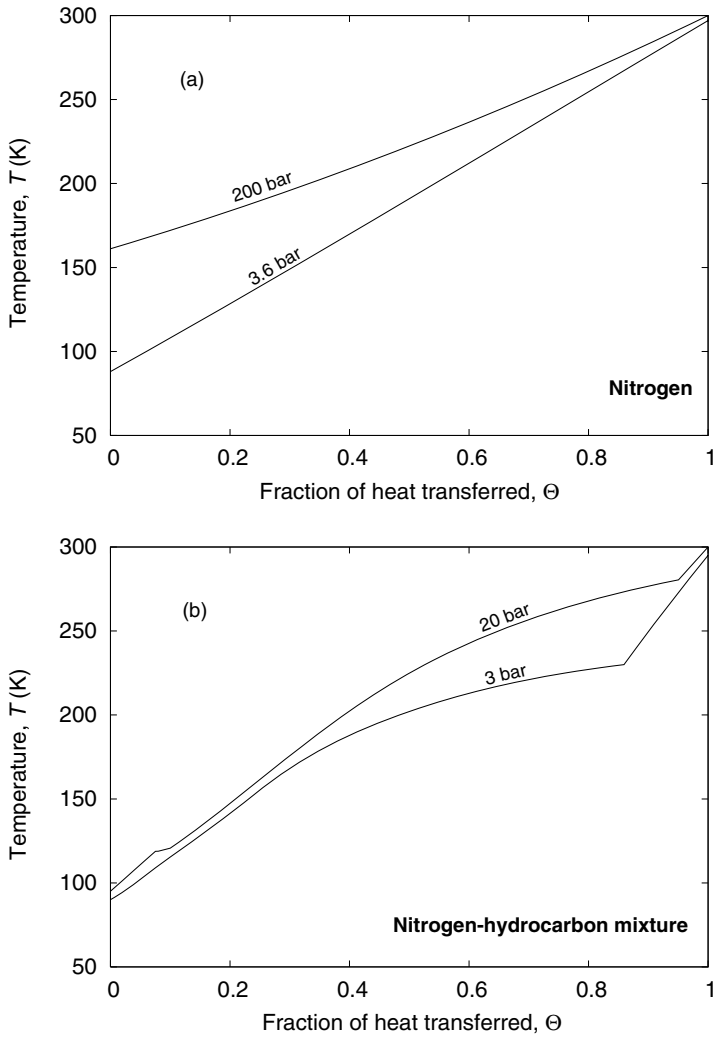 300
(a)
250
200 bar
200
3.6 bar
150
100
Nitrogen
50
0 0.2 0.4 0.6 0.8 1
Temperature, T (K)
Fraction of heat transferred, Θ
300
(b)
20 bar
250
3 bar
200
150
100
Nitrogen-hydrocarbon mixture
50
0 0.2 0.4 0.6 0.8 1
Temperature, T (K)
Fraction of heat transferred, Θ